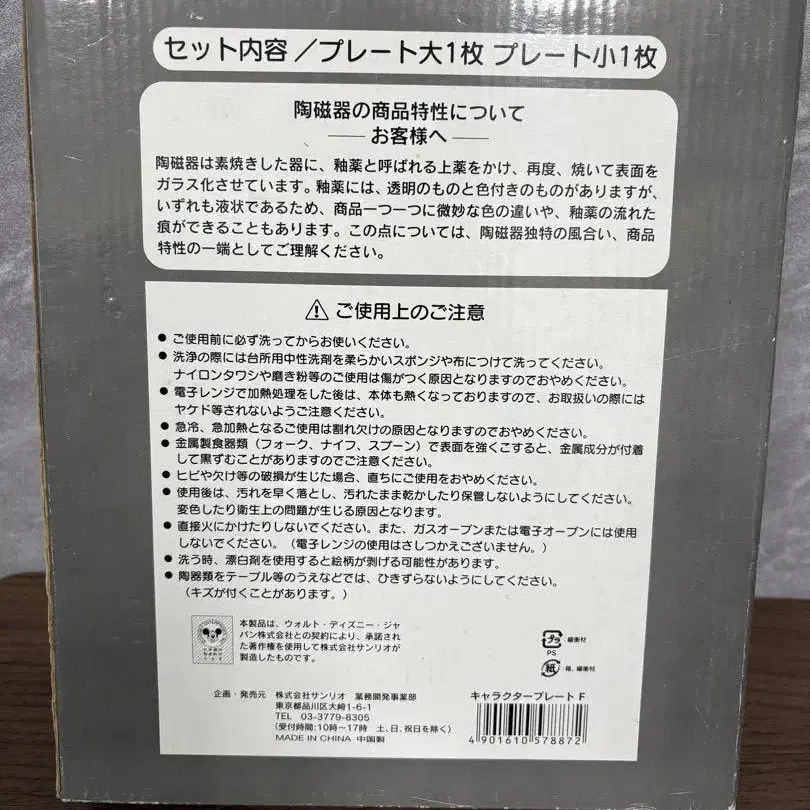 セット内容／プレート大1枚 プレート小1枚
陶磁器の商品特性について
お客様へ
陶磁器は素焼きした器に、釉薬と呼ばれる上薬をかけ、再度、焼いて表面を
ガラス化させています。釉薬には、透明のものと色付きのものがありますが、
いずれも液状であるため、商品一つ一つに微妙な色の違いや、釉薬の流れた
痕ができることもあります。この点については、陶磁器独特の風合い、商品
特性の一端としてご理解ください。
ご使用上のご注意
● ご使用前に必ず洗ってからお使いください。
● 洗浄の際には台所用中性洗剤を柔らかいスポンジや布につけて洗ってください。
ナイロンタワシや磨き粉等のご使用は傷がつく原因となりますのでおやめください。
● 電子レンジで加熱処理をした後は、本体も熱くなっておりますので、お取扱いの際には
ヤケド等されないようご注意ください。
● 急冷、急加熱となるご使用は割れ欠けの原因となりますのでおやめください。
● 金属製食器類（フォーク、ナイフ、スプーン）で表面を強くこすると、金属成分が付着
して黒ずむことがありますのでご注意ください。
● ヒビや欠け等の破損が生じた場合、直ちにご使用をおやめください。
● 使用後は、汚れを早く落とし、汚れたまま乾かしたり保管しないようにしてください。
変色したり衛生上の問題が生じる原因となります。
● 直接火にかけたりしないでください。また、ガスオーブンまたは電子オーブンには使用
しないでください。（電子レンジの使用はさしつかえございません。）
● 洗う時、漂白剤を使用すると絵柄が剥げる可能性があります。
● 陶器類をテーブル等のうえなどでは、ひきずらないようにしてください。
（キズが付くことがあります。）
本製品は、ウォルト・ディズニー・ジャ
パン株式会社との契約により、承諾され
た著作権を使用して株式会社サンリオが
製造したものです。
プラ：緩衝材
PS
紙：箱、緩衝材
企画・発売元 株式会社サンリオ 業務開発事業部
東京都品川区大崎1-6-1
TEL 03-3779-8305
（受付時間：10時～17時 土、日、祝日を除く）
MADE IN CHINA 中国製
キャラクタープレート F
4 901610 578872